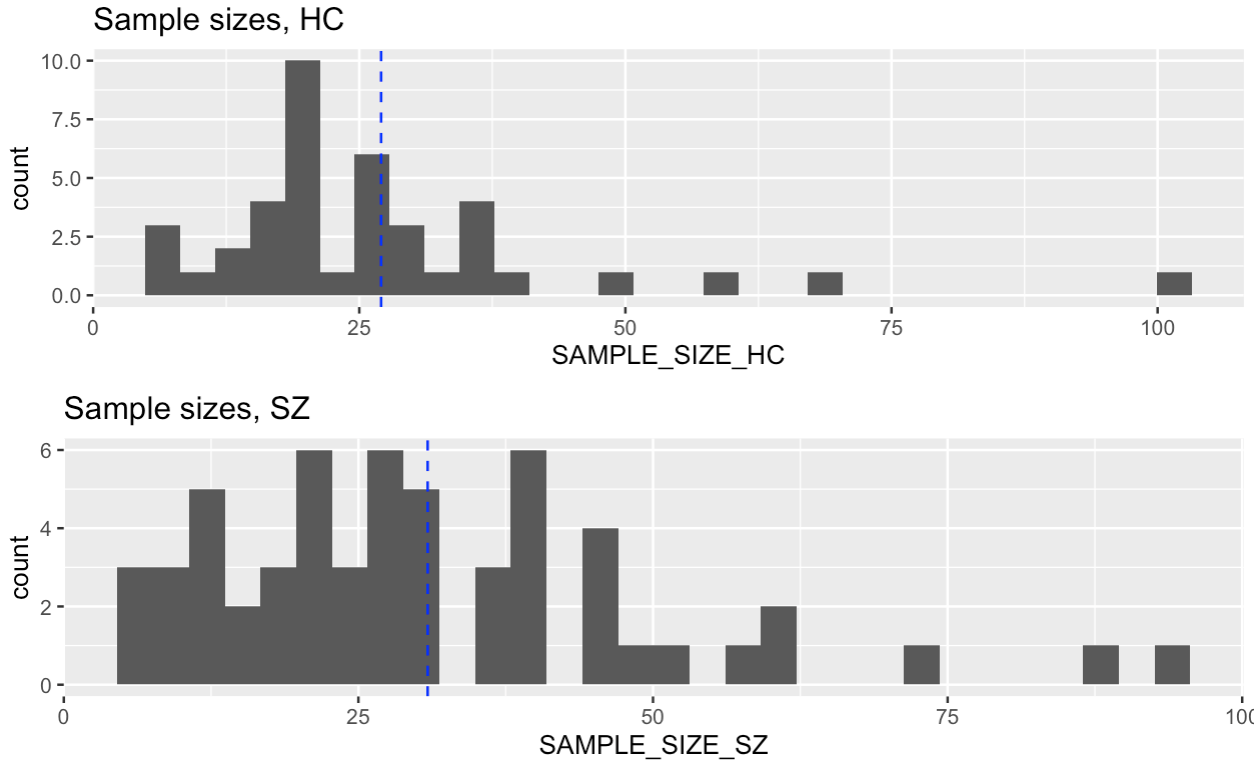 Sample sizes, HC
10.0
7.5
5.0
2.5
0.0
count
0 25 50 75 100
SAMPLE_SIZE_HC
Sample sizes, SZ
6
4
2
0
count
0 25 50 75 100
SAMPLE_SIZE_SZ